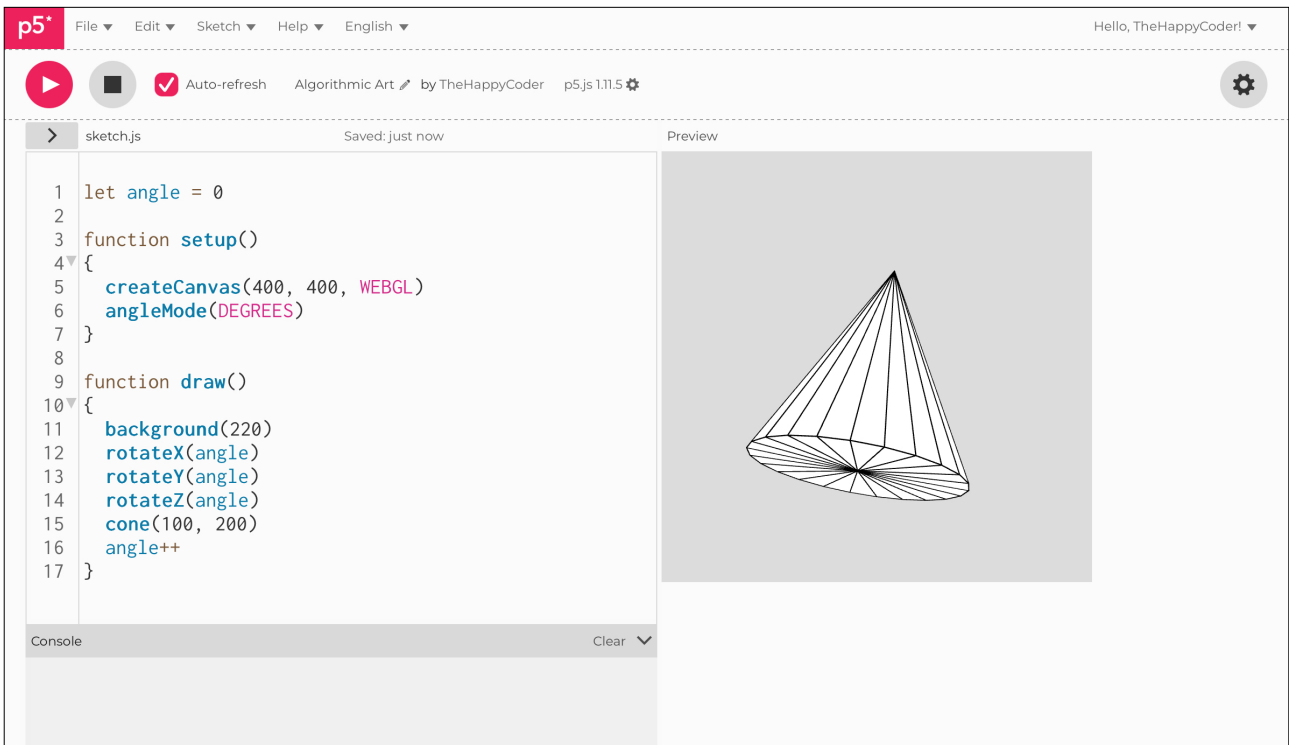 p5* File Edit Sketch Help English Hello, TheHappyCoder!
Auto-refresh Algorithmic Art by TheHappyCoder p5.js 1.11.5
sketch.js Saved: just now Preview
1 let angle = 0
2
3 function setup()
4 {
5 createCanvas(400, 400, WEBGL)
6 angleMode(DEGREES)
7 }
8
9 function draw()
10 {
11 background(220)
12 rotateX(angle)
13 rotateY(angle)
14 rotateZ(angle)
15 cone(100, 200)
16 angle++
17 }
Console Clear